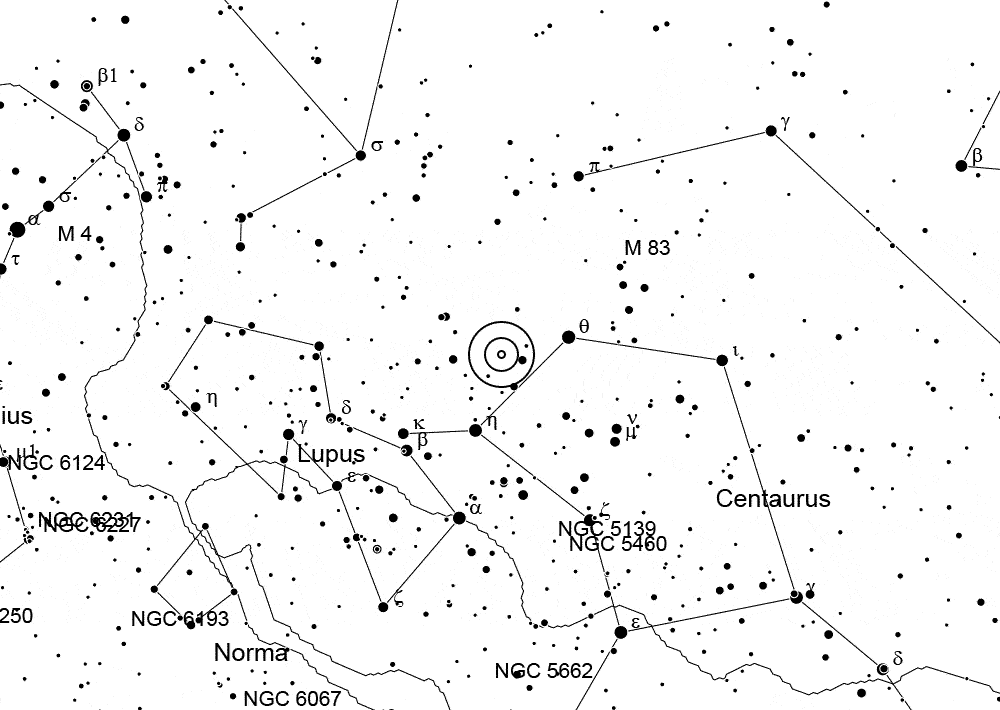 β1
δ
σ
γ
π
β
π
σ
α
M 4
M 83
τ
θ
ι
ε
η
δ
ius
γ
κ
η
ν
β
μ
Lupus
μ1
NGC 6124
ε
Centaurus
α
ζ
NGC 6231
NGC 6227
NGC 5139
NGC 5460
ζ
γ
250
NGC 6193
ε
Norma
δ
NGC 5662
NGC 6067